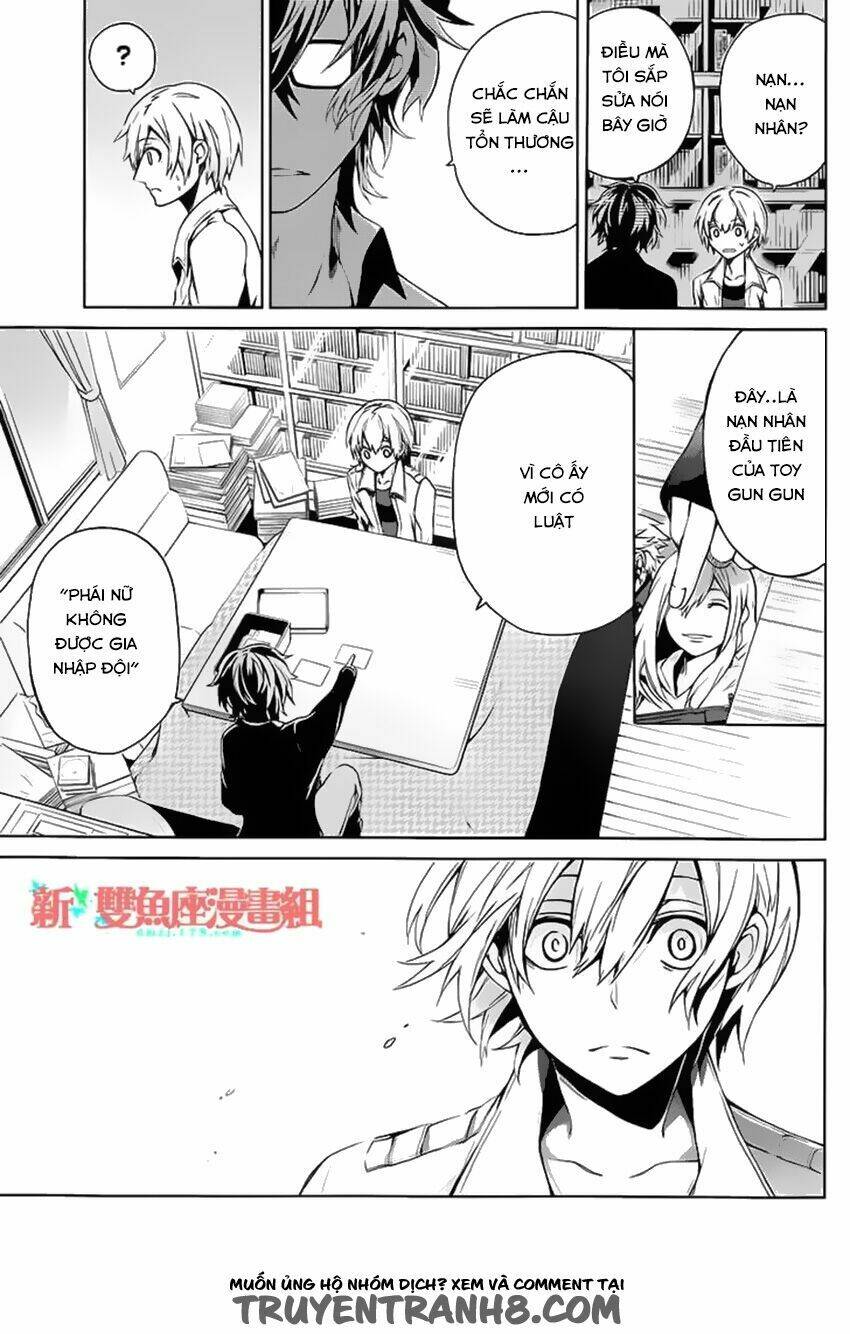 NẠN...
NẠN
NHÂN?
ĐIỀU MÀ
TÔI SẮP
SỬA NÓI
BÂY GIỜ
CHẮC CHẮN
SẼ LÀM CẬU
TỔN THƯƠNG
...
?
ĐÂY..LÀ
NẠN NHÂN
ĐẦU TIÊN
CỦA TOY
GUN GUN
VÌ CÔ ẤY
MỚI CÓ
LUẬT
"PHÁI NỮ
KHÔNG
ĐƯỢC GIA
NHẬP ĐỘI"
新 雙魚座漫畫組
MUỐN ỦNG HỘ NHÓM DỊCH? XEM VÀ COMMENT TẠI
TRUYENTRANH8.COM